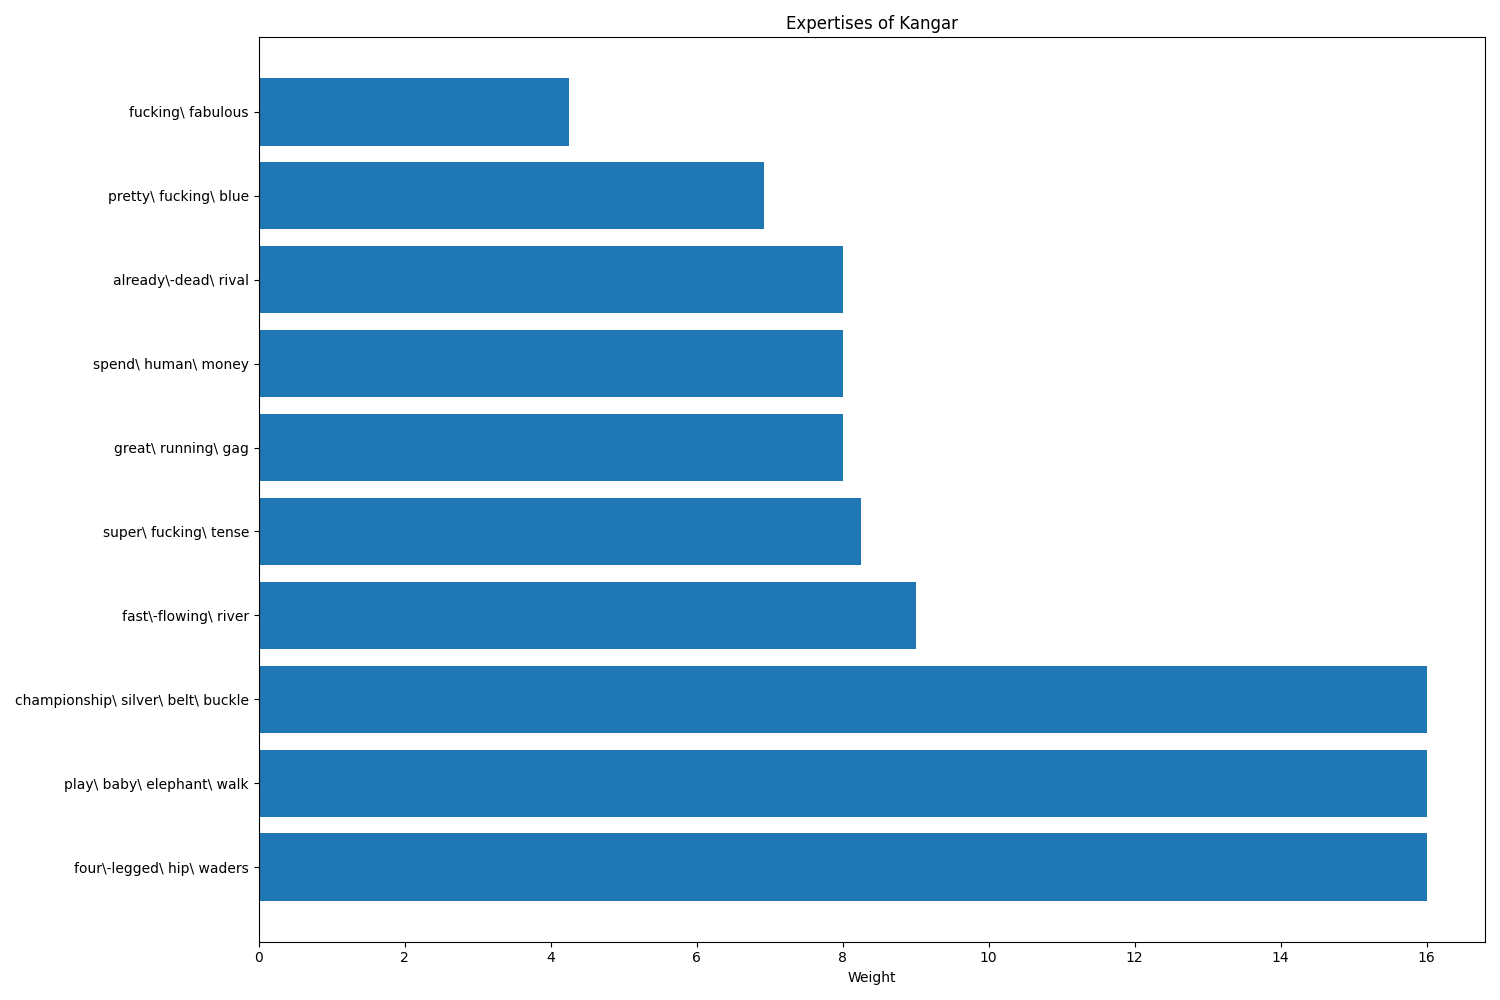 Expertises of Kangar
fucking\ fabulous
pretty\ fucking\ blue
already\-dead\ rival
spend\ human\ money
great\ running\ gag
super\ fucking\ tense
fast\-flowing\ river
championship\ silver\ belt\ buckle
play\ baby\ elephant\ walk
four\-legged\ hip\ waders
0 2 4 6 8 10 12 14 16
Weight